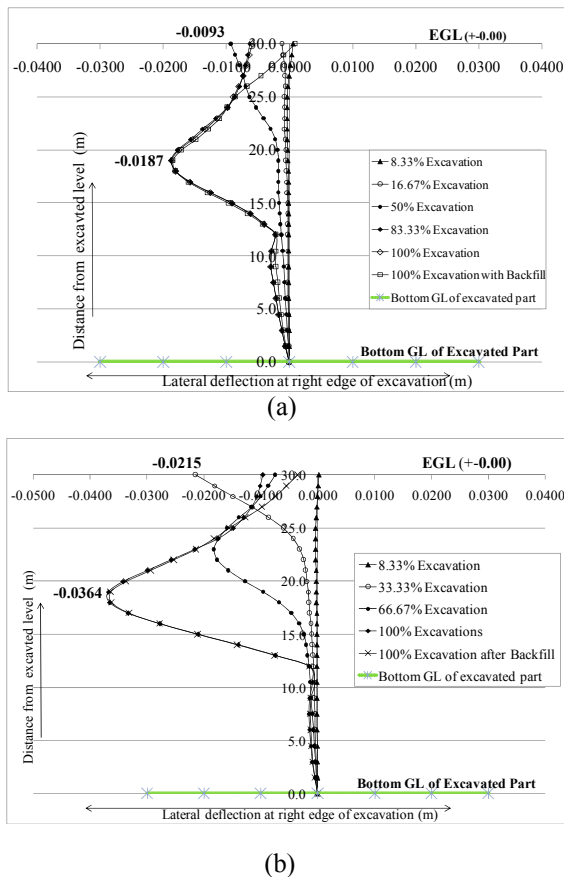 -0.0093
EGL (+-0.00)
30.0
-0.0400 -0.0300 -0.0200 -0.0100 0.0000 0.0100 0.0200 0.0300 0.0400
25.0
20.0
-0.0187
15.0
10.0
5.0
0.0
Distance from excavted level (m)
8.33% Excavation
16.67% Excavation
50% Excavation
83.33% Excavation
100% Excavation
100% Excavation with Backfill
Bottom GL of excavated part
Bottom GL of Excavated Part
Lateral deflection at right edge of excavation (m)
(a)
-0.0215
EGL (+-0.00)
30.0
-0.0500 -0.0400 -0.0300 -0.0200 -0.0100 0.0000 0.0100 0.0200 0.0300 0.0400
25.0
20.0
-0.0364
15.0
10.0
5.0
0.0
Distance from excavted level (m)
8.33% Excavation
33.33% Excavation
66.67% Excavation
100% Excavations
100% Excavation after Backfill
Bottom GL of excavated part
Bottom GL of Excavated Part
Lateral deflection at right edge of excavation (m)
(b)